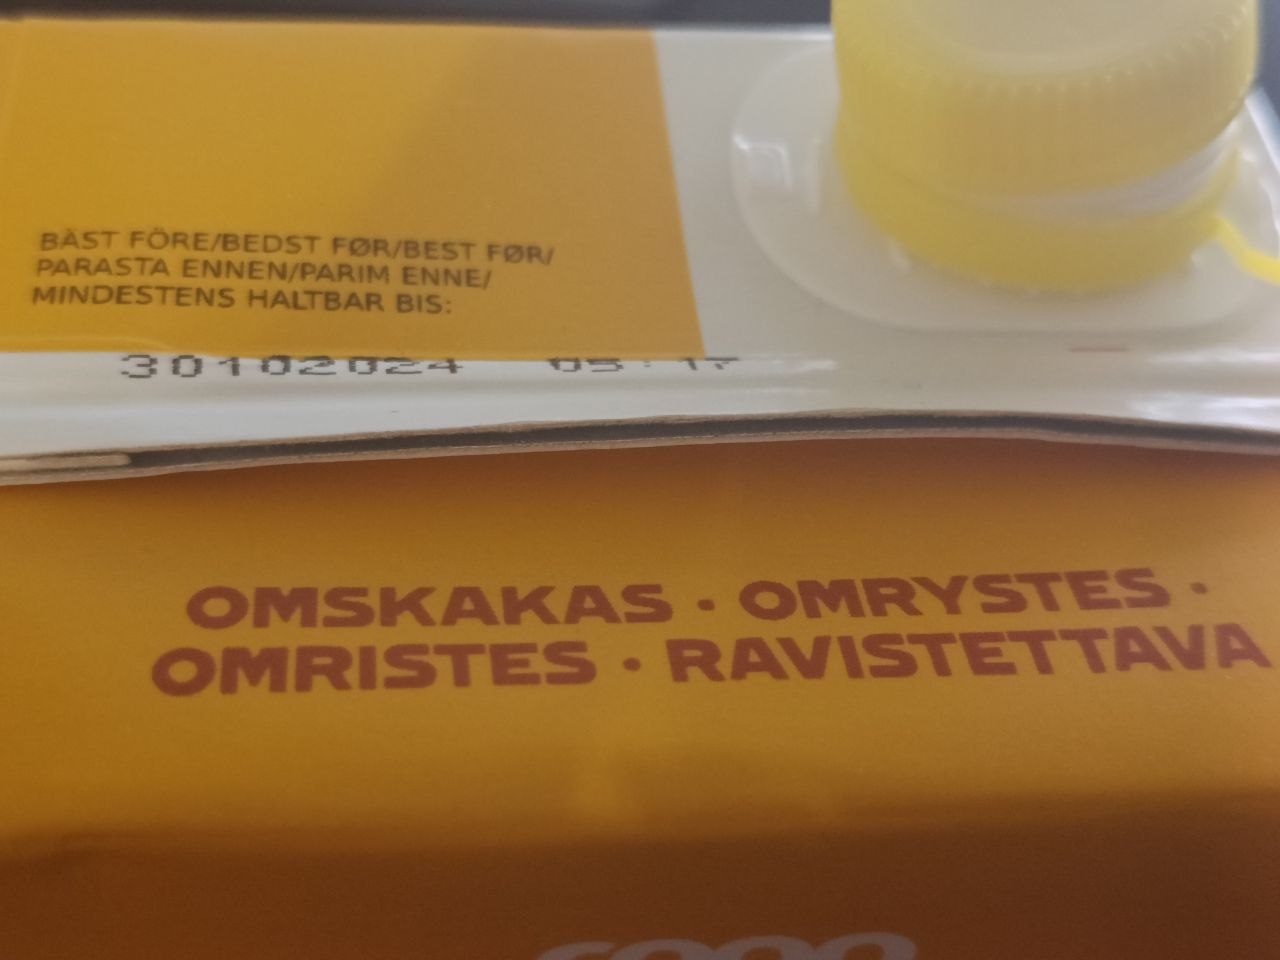 BÄST FÖRE/BEDST FØR/BEST FØR/
PARASTA ENNEN/PARIM ENNE/
MINDESTENS HALTBAR BIS:
30102024 05:17
OMSKAKAS · OMRYSTES ·
OMRISTES · RAVISTETTAVA